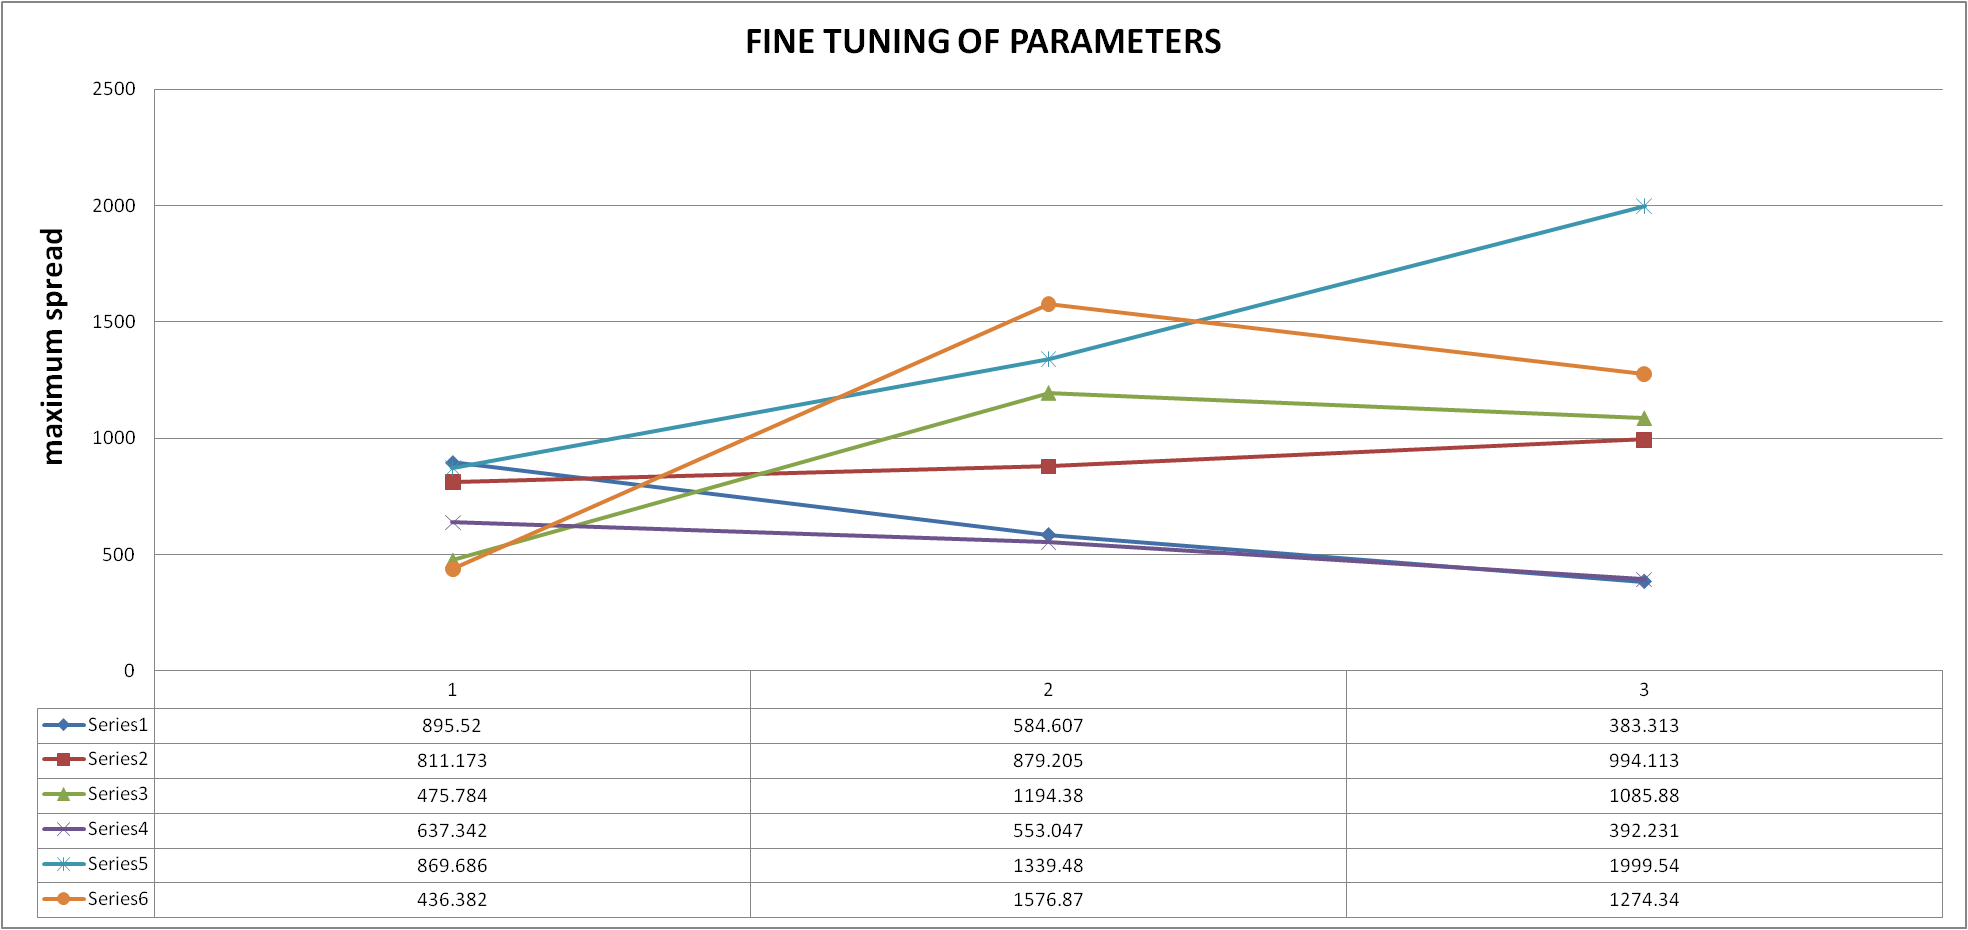 FINE TUNING OF PARAMETERS
maximum spread
2500
2000
1500
1000
500
0
1 2 3
Series1 895.52 584.607 383.313
Series2 811.173 879.205 994.113
Series3 475.784 1194.38 1085.88
Series4 637.342 553.047 392.231
Series5 869.686 1339.48 1999.54
Series6 436.382 1576.87 1274.34